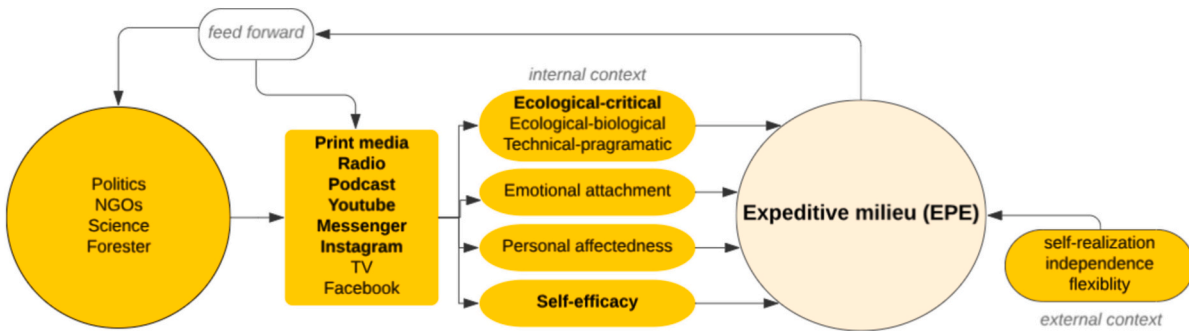 feed forward
internal context
Ecological-critical
Ecological-biological
Technical-pragramatic
Print media
Radio
Podcast
Youtube
Messenger
Instagram
TV
Facebook
Politics
NGOs
Science
Forester
Emotional attachment
Personal affectedness
Self-efficacy
Expeditive milieu (EPE)
self-realization
independence
flexiblity
external context